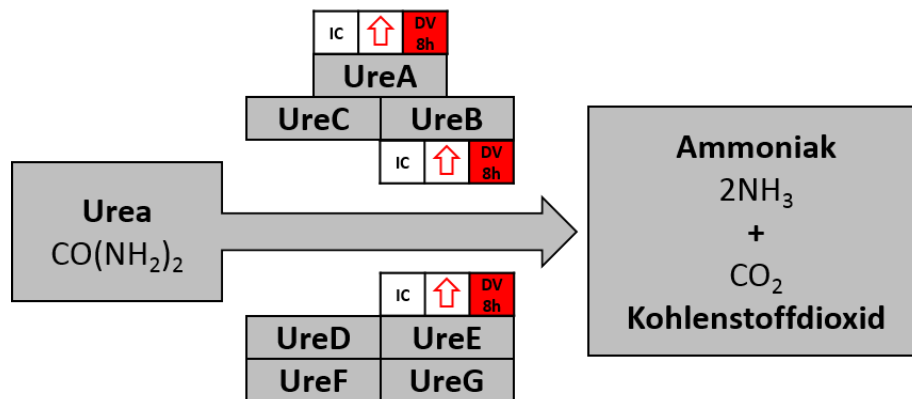 IC DV 8h
UreA
UreC UreB
IC DV 8h
Urea
CO(NH₂)₂
Ammoniak
2NH₃
+
CO₂
Kohlenstoffdioxid
IC DV 8h
UreD UreE
UreF UreG